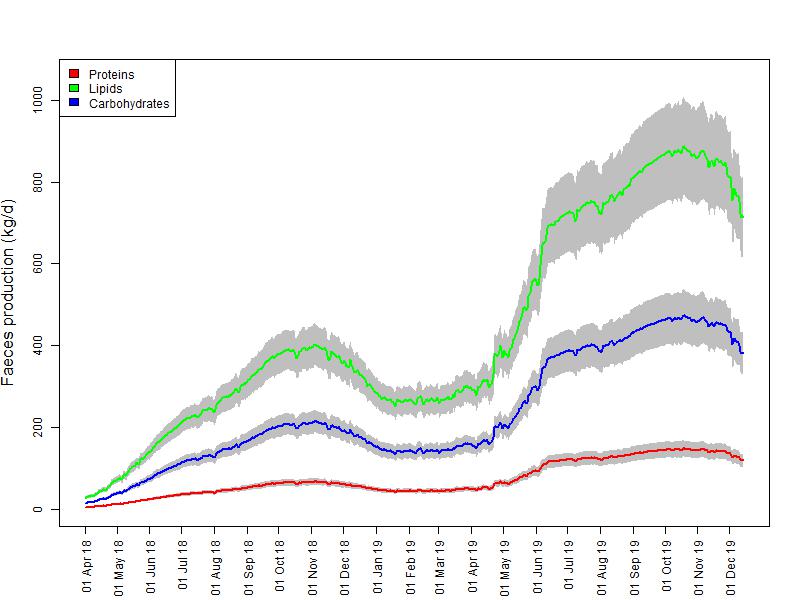 Proteins
Lipids
Carbohydrates
Faeces production (kg/d)
1000
800
600
400
200
0
01 Apr 18
01 May 18
01 Jun 18
01 Jul 18
01 Aug 18
01 Sep 18
01 Oct 18
01 Nov 18
01 Dec 18
01 Jan 19
01 Feb 19
01 Mar 19
01 Apr 19
01 May 19
01 Jun 19
01 Jul 19
01 Aug 19
01 Sep 19
01 Oct 19
01 Nov 19
01 Dec 19